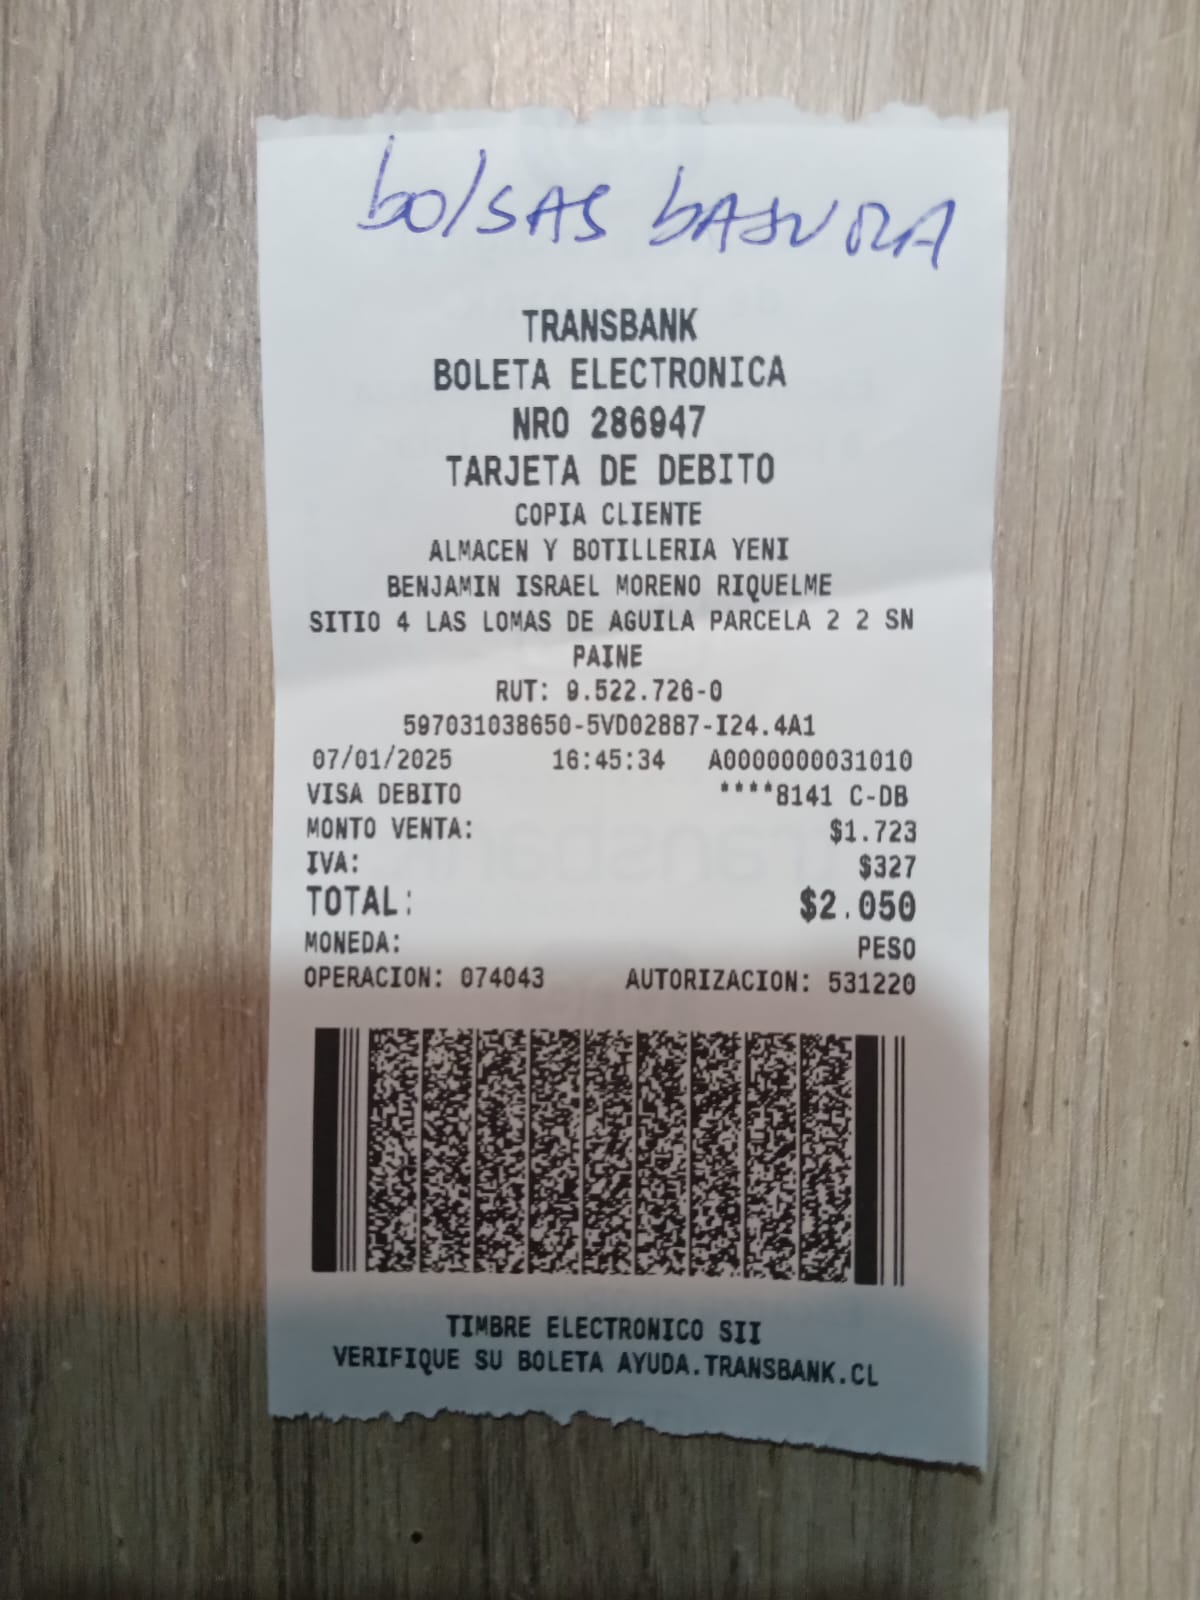 bolsAS bASURA
TRANSBANK
BOLETA ELECTRONICA
NRO 286947
TARJETA DE DEBITO
COPIA CLIENTE
ALMACEN Y BOTILLERIA YENI
BENJAMIN ISRAEL MORENO RIQUELME
SITIO 4 LAS LOMAS DE AGUILA PARCELA 2 2 SN
PAINE
RUT: 9.522.726-0
597031038650-5VD02887-I24.4A1
07/01/2025 16:45:34 A0000000031010
VISA DEBITO ****8141 C-DB
MONTO VENTA: $1.723
IVA: $327
TOTAL: $2.050
MONEDA: PESO
OPERACION: 074043 AUTORIZACION: 531220
TIMBRE ELECTRONICO SII
VERIFIQUE SU BOLETA AYUDA.TRANSBANK.CL